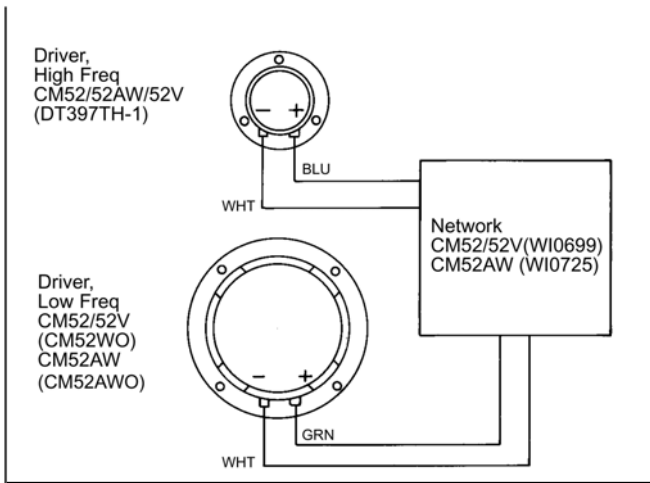 Driver,
High Freq
CM52/52AW/52V
(DT397TH-1)
− +
BLU
WHT
Network
CM52/52V(WI0699)
CM52AW (WI0725)
Driver,
Low Freq
CM52/52V
(CM52WO)
CM52AW
(CM52AWO)
− +
GRN
WHT